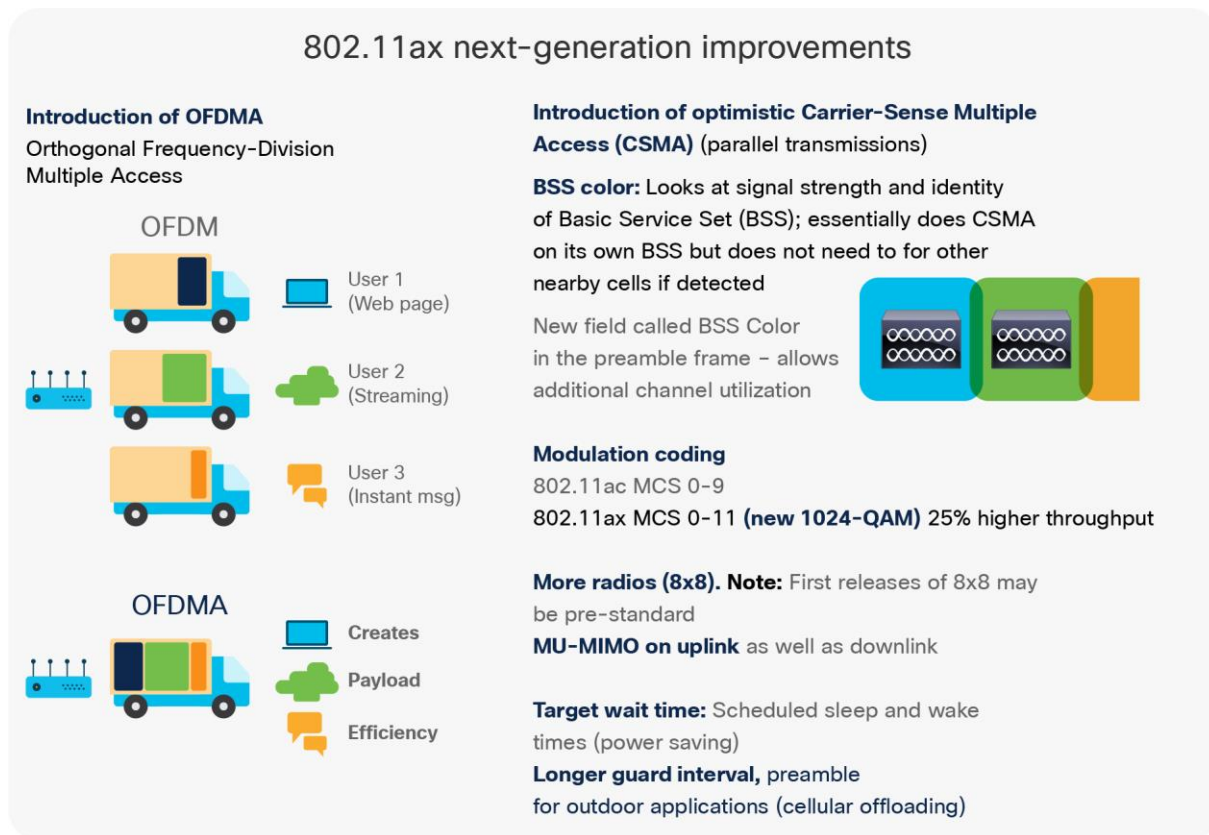 802.11ax next-generation improvements
Introduction of OFDMA
Orthogonal Frequency-Division
Multiple Access
OFDM
User 1
(Web page)
User 2
(Streaming)
User 3
(Instant msg)
OFDMA
Creates
Payload
Efficiency
Introduction of optimistic Carrier-Sense Multiple
Access (CSMA) (parallel transmissions)
BSS color: Looks at signal strength and identity
of Basic Service Set (BSS); essentially does CSMA
on its own BSS but does not need to for other
nearby cells if detected
New field called BSS Color
in the preamble frame – allows
additional channel utilization
Modulation coding
802.11ac MCS 0-9
802.11ax MCS 0-11 (new 1024-QAM) 25% higher throughput
More radios (8x8). Note: First releases of 8x8 may
be pre-standard
MU-MIMO on uplink as well as downlink
Target wait time: Scheduled sleep and wake
times (power saving)
Longer guard interval, preamble
for outdoor applications (cellular offloading)